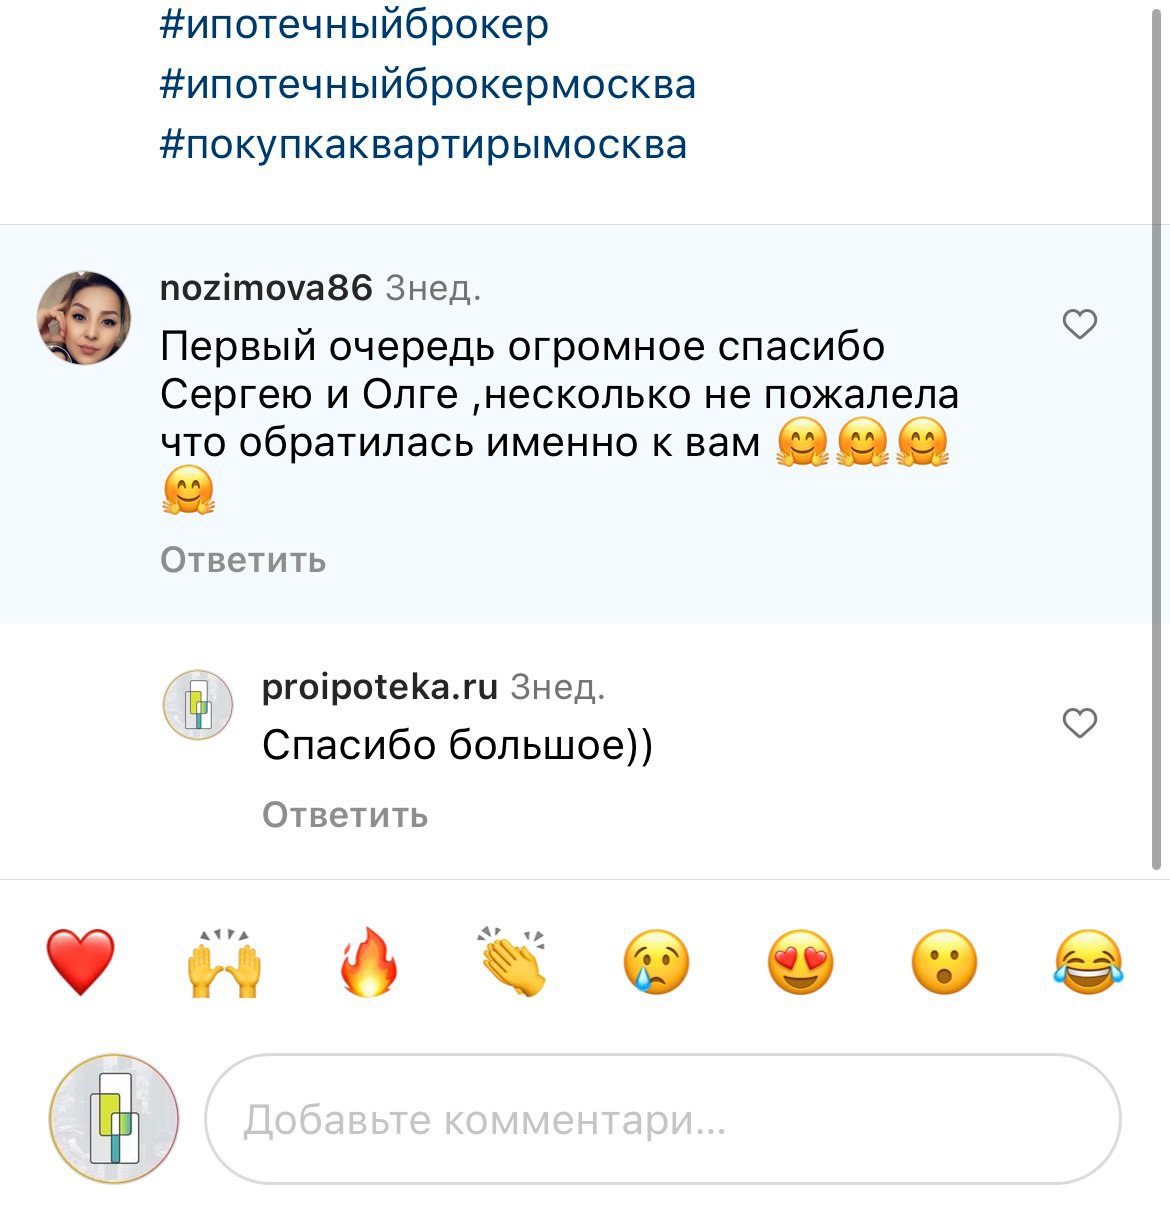 #ипотечныйброкер
#ипотечныйброкермосква
#покупкаквартирымосква
nozimova86 3нед.
Первый очередь огромное спасибо
Сергею и Олге ,несколько не пожалела
что обратилась именно к вам 🤗🤗🤗
🤗
Ответить
proipoteka.ru 3нед.
Спасибо большое))
Ответить
Добавьте комментари...